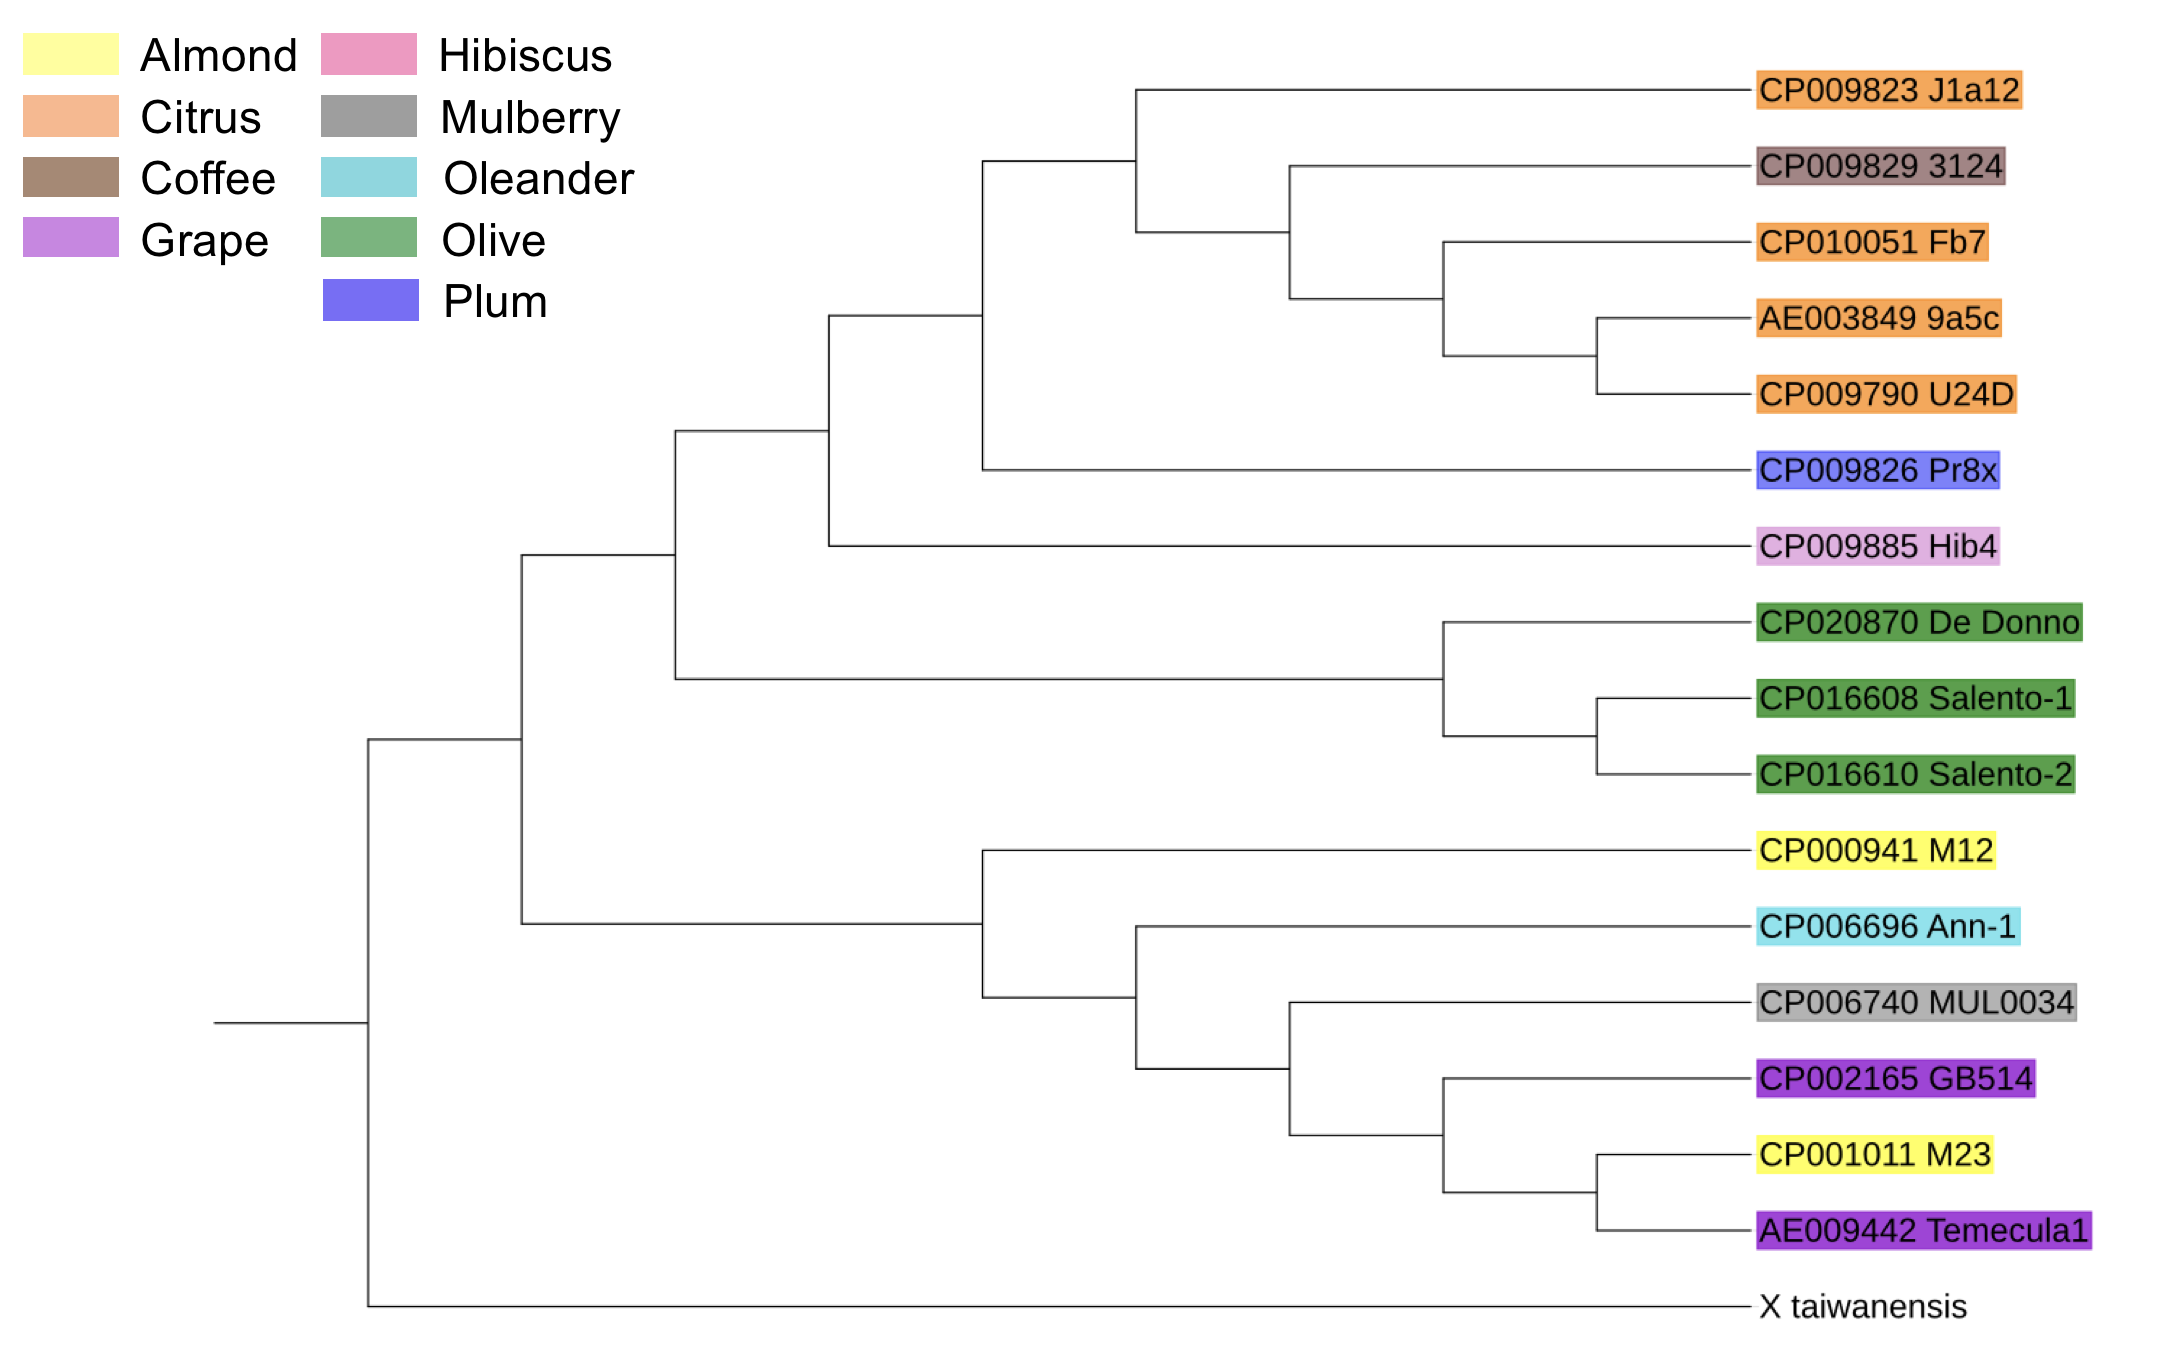 Almond
Citrus
Coffee
Grape
Hibiscus
Mulberry
Oleander
Olive
Plum
CP009823 J1a12
CP009829 3124
CP010051 Fb7
AE003849 9a5c
CP009790 U24D
CP009826 Pr8x
CP009885 Hib4
CP020870 De Donno
CP016608 Salento-1
CP016610 Salento-2
CP000941 M12
CP006696 Ann-1
CP006740 MUL0034
CP002165 GB514
CP001011 M23
AE009442 Temecula1
X taiwanensis